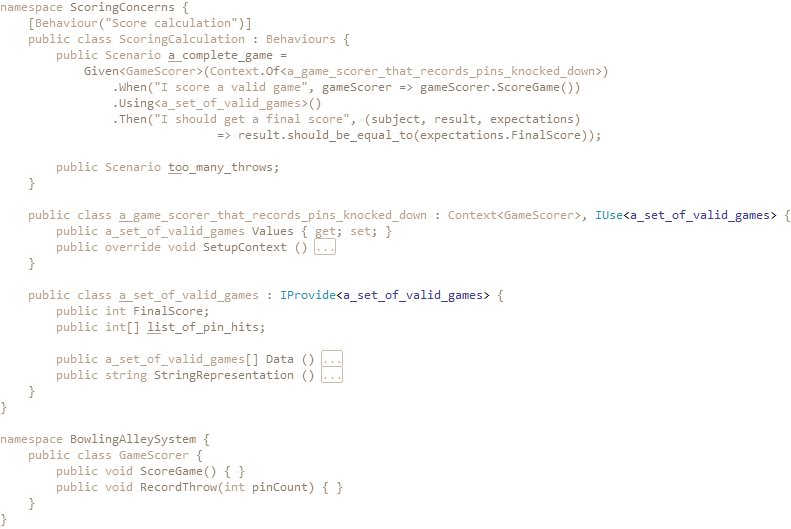 namespace ScoringConcerns {
    [Behaviour("Score calculation")]
    public class ScoringCalculation : Behaviours {
        public Scenario a_complete_game =
            Given<GameScorer>(Context.Of<a_game_scorer_that_records_pins_knocked_down>)
                .When("I score a valid game", gameScorer => gameScorer.ScoreGame())
                .Using<a_set_of_valid_games>()
                .Then("I should get a final score", (subject, result, expectations)
                               => result.should_be_equal_to(expectations.FinalScore));

        public Scenario too_many_throws;
    }

    public class a_game_scorer_that_records_pins_knocked_down : Context<GameScorer>, IUse<a_set_of_valid_games> {
        public a_set_of_valid_games Values { get; set; }
        public override void SetupContext () ...
    }

    public class a_set_of_valid_games : IProvide<a_set_of_valid_games> {
        public int FinalScore;
        public int[] list_of_pin_hits;

        public a_set_of_valid_games[] Data () ...
        public string StringRepresentation () ...
    }
}

namespace BowlingAlleySystem {
    public class GameScorer {
        public void ScoreGame() { }
        public void RecordThrow(int pinCount) { }
    }
}